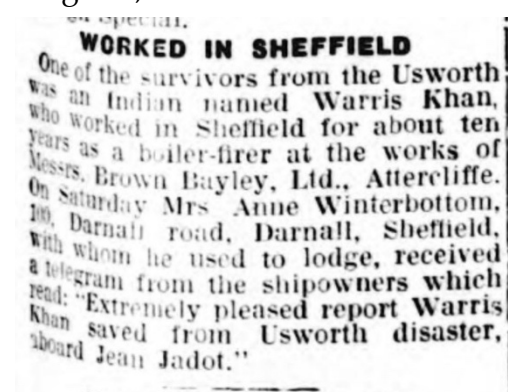 on Special.
WORKED IN SHEFFIELD
One of the survivors from the Usworth
was an Indian named Warris Khan,
who worked in Sheffield for about ten
years as a boiler-firer at the works of
Messrs. Brown Bayley, Ltd., Attercliffe.
On Saturday Mrs Anne Winterbottom,
100, Darnall road, Darnall, Sheffield,
with whom he used to lodge, received
a telegram from the shipowners which
read: "Extremely pleased report Warris
Khan saved from Usworth disaster,
aboard Jean Jadot."